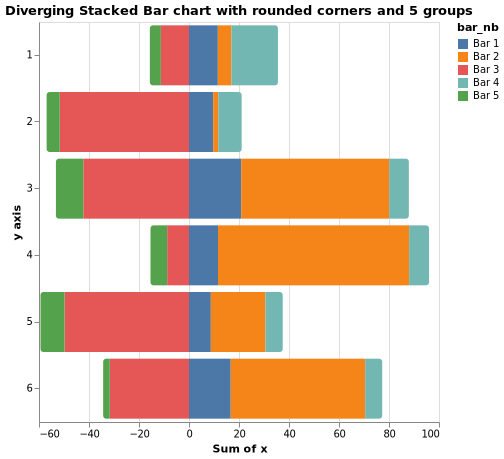 Diverging Stacked Bar chart with rounded corners and 5 groups
bar_nb
Bar 1
Bar 2
Bar 3
Bar 4
Bar 5
y axis
1
2
3
4
5
6
−60 −40 −20 0 20 40 60 80 100
Sum of x